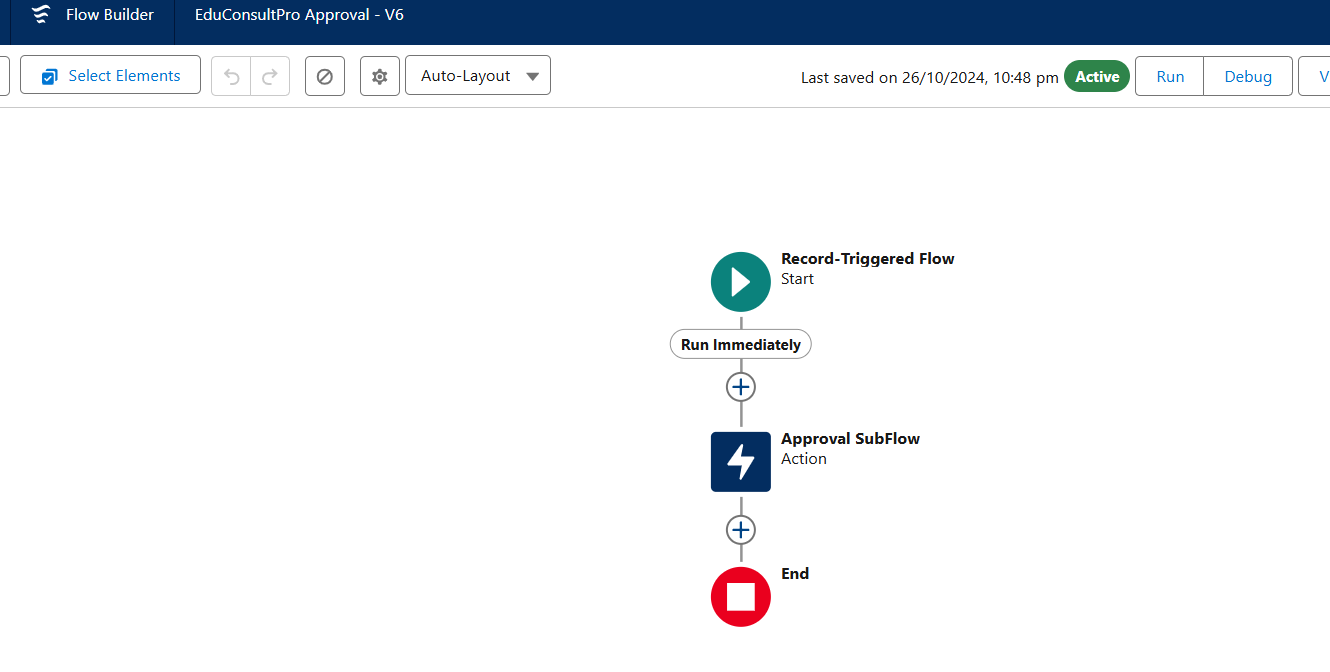 Flow Builder
EduConsultPro Approval - V6
Select Elements
Auto-Layout
Last saved on 26/10/2024, 10:48 pm
Active
Run
Debug
V
Record-Triggered Flow
Start
Run Immediately
Approval SubFlow
Action
End